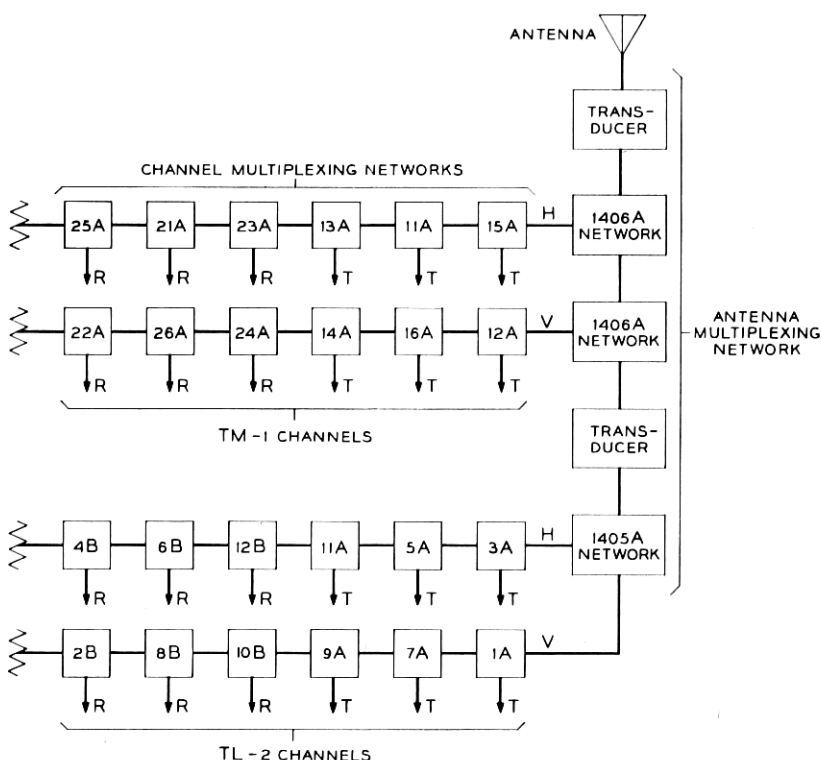 ANTENNA
TRANS-
DUCER
CHANNEL MULTIPLEXING NETWORKS
25A 21A 23A 13A 11A 15A H 1406A
NETWORK
R R R T T T
22A 26A 24A 14A 16A 12A V 1406A
NETWORK
R R R T T T
ANTENNA
MULTIPLEXING
NETWORK
TM-1 CHANNELS
TRANS-
DUCER
4B 6B 12B 11A 5A 3A H 1405A
NETWORK
R R R T T T
2B 8B 10B 9A 7A 1A V
R R R T T T
TL-2 CHANNELS